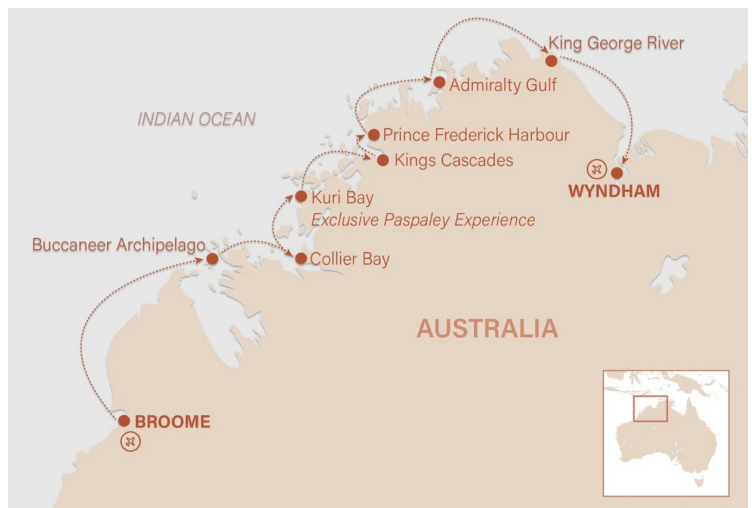 King George River
Admiralty Gulf
INDIAN OCEAN
Prince Frederick Harbour
Kings Cascades
WYNDHAM
Kuri Bay
Exclusive Paspaley Experience
Buccaneer Archipelago
Collier Bay
AUSTRALIA
BROOME